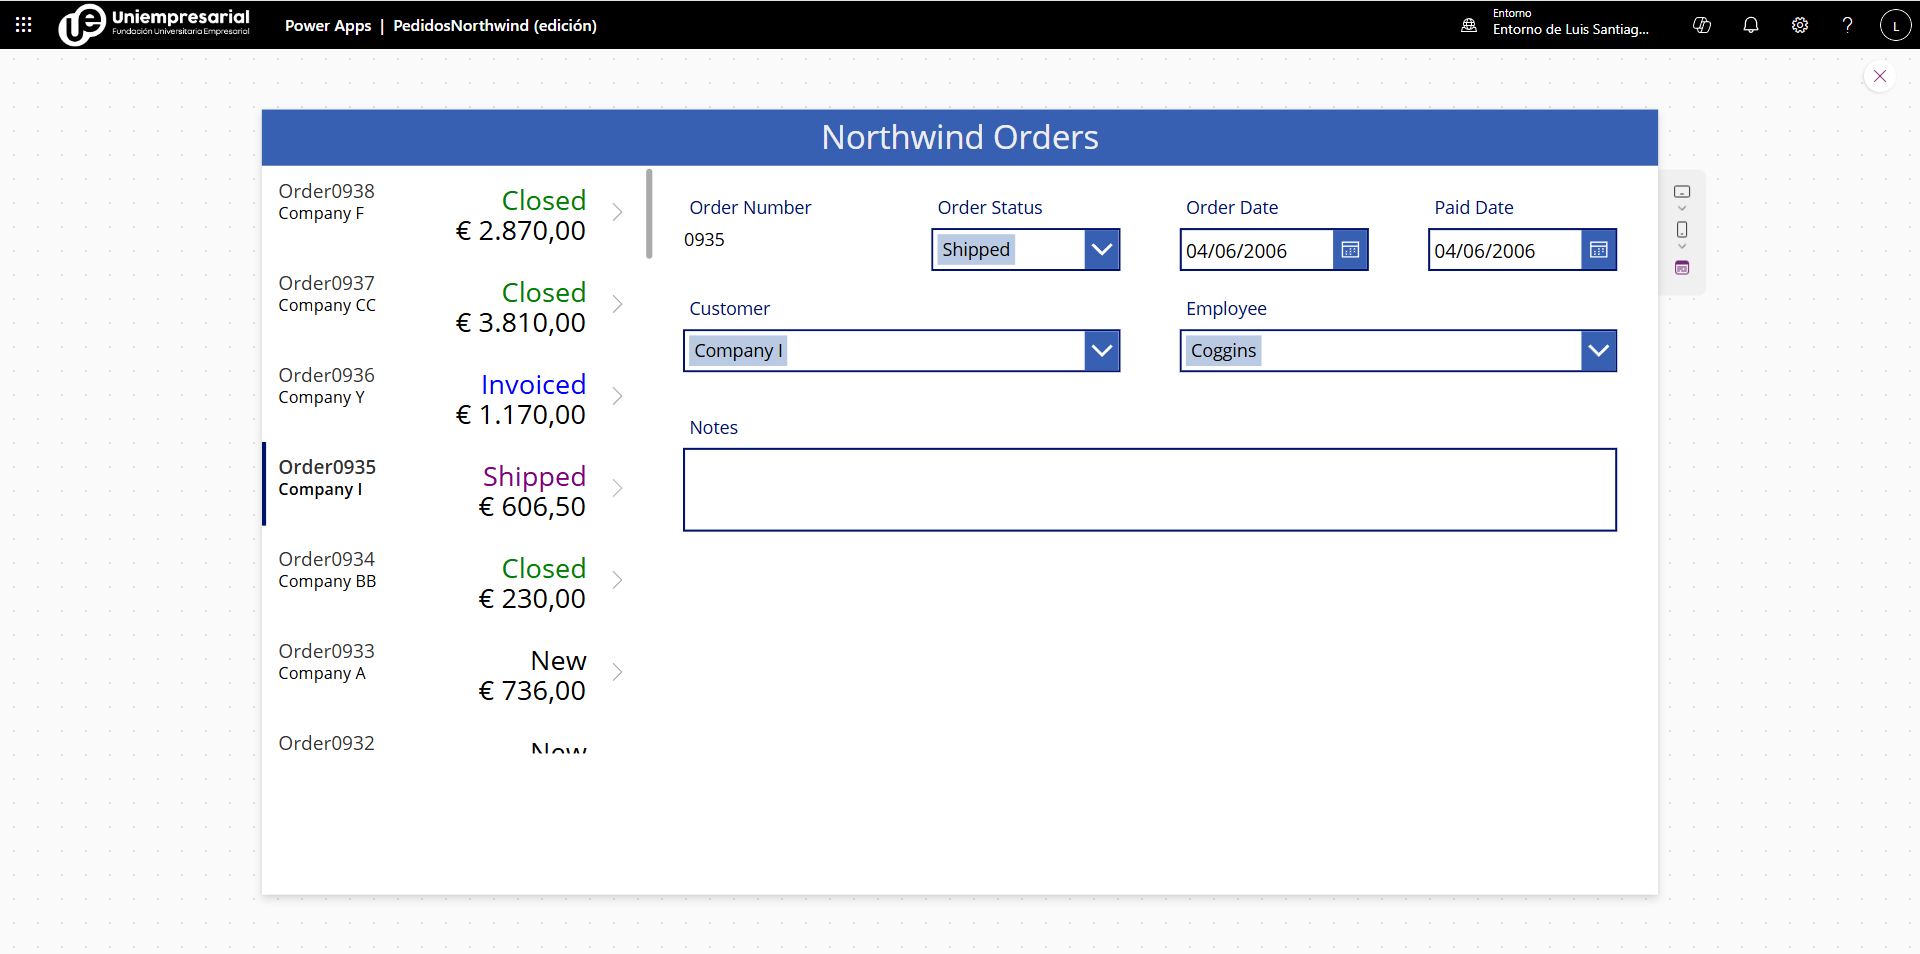 Uniempresarial
Fundación Universitaria Empresarial
Power Apps | PedidosNorthwind (edición)
Entorno
Entorno de Luis Santiag...
L
Northwind Orders
Order0938
Company F
Closed
€ 2.870,00
Order0937
Company CC
Closed
€ 3.810,00
Order0936
Company Y
Invoiced
€ 1.170,00
Order0935
Company I
Shipped
€ 606,50
Order0934
Company BB
Closed
€ 230,00
Order0933
Company A
New
€ 736,00
Order0932
New
Order Number
0935
Order Status
Shipped
Order Date
04/06/2006
Paid Date
04/06/2006
Customer
Company I
Employee
Coggins
Notes